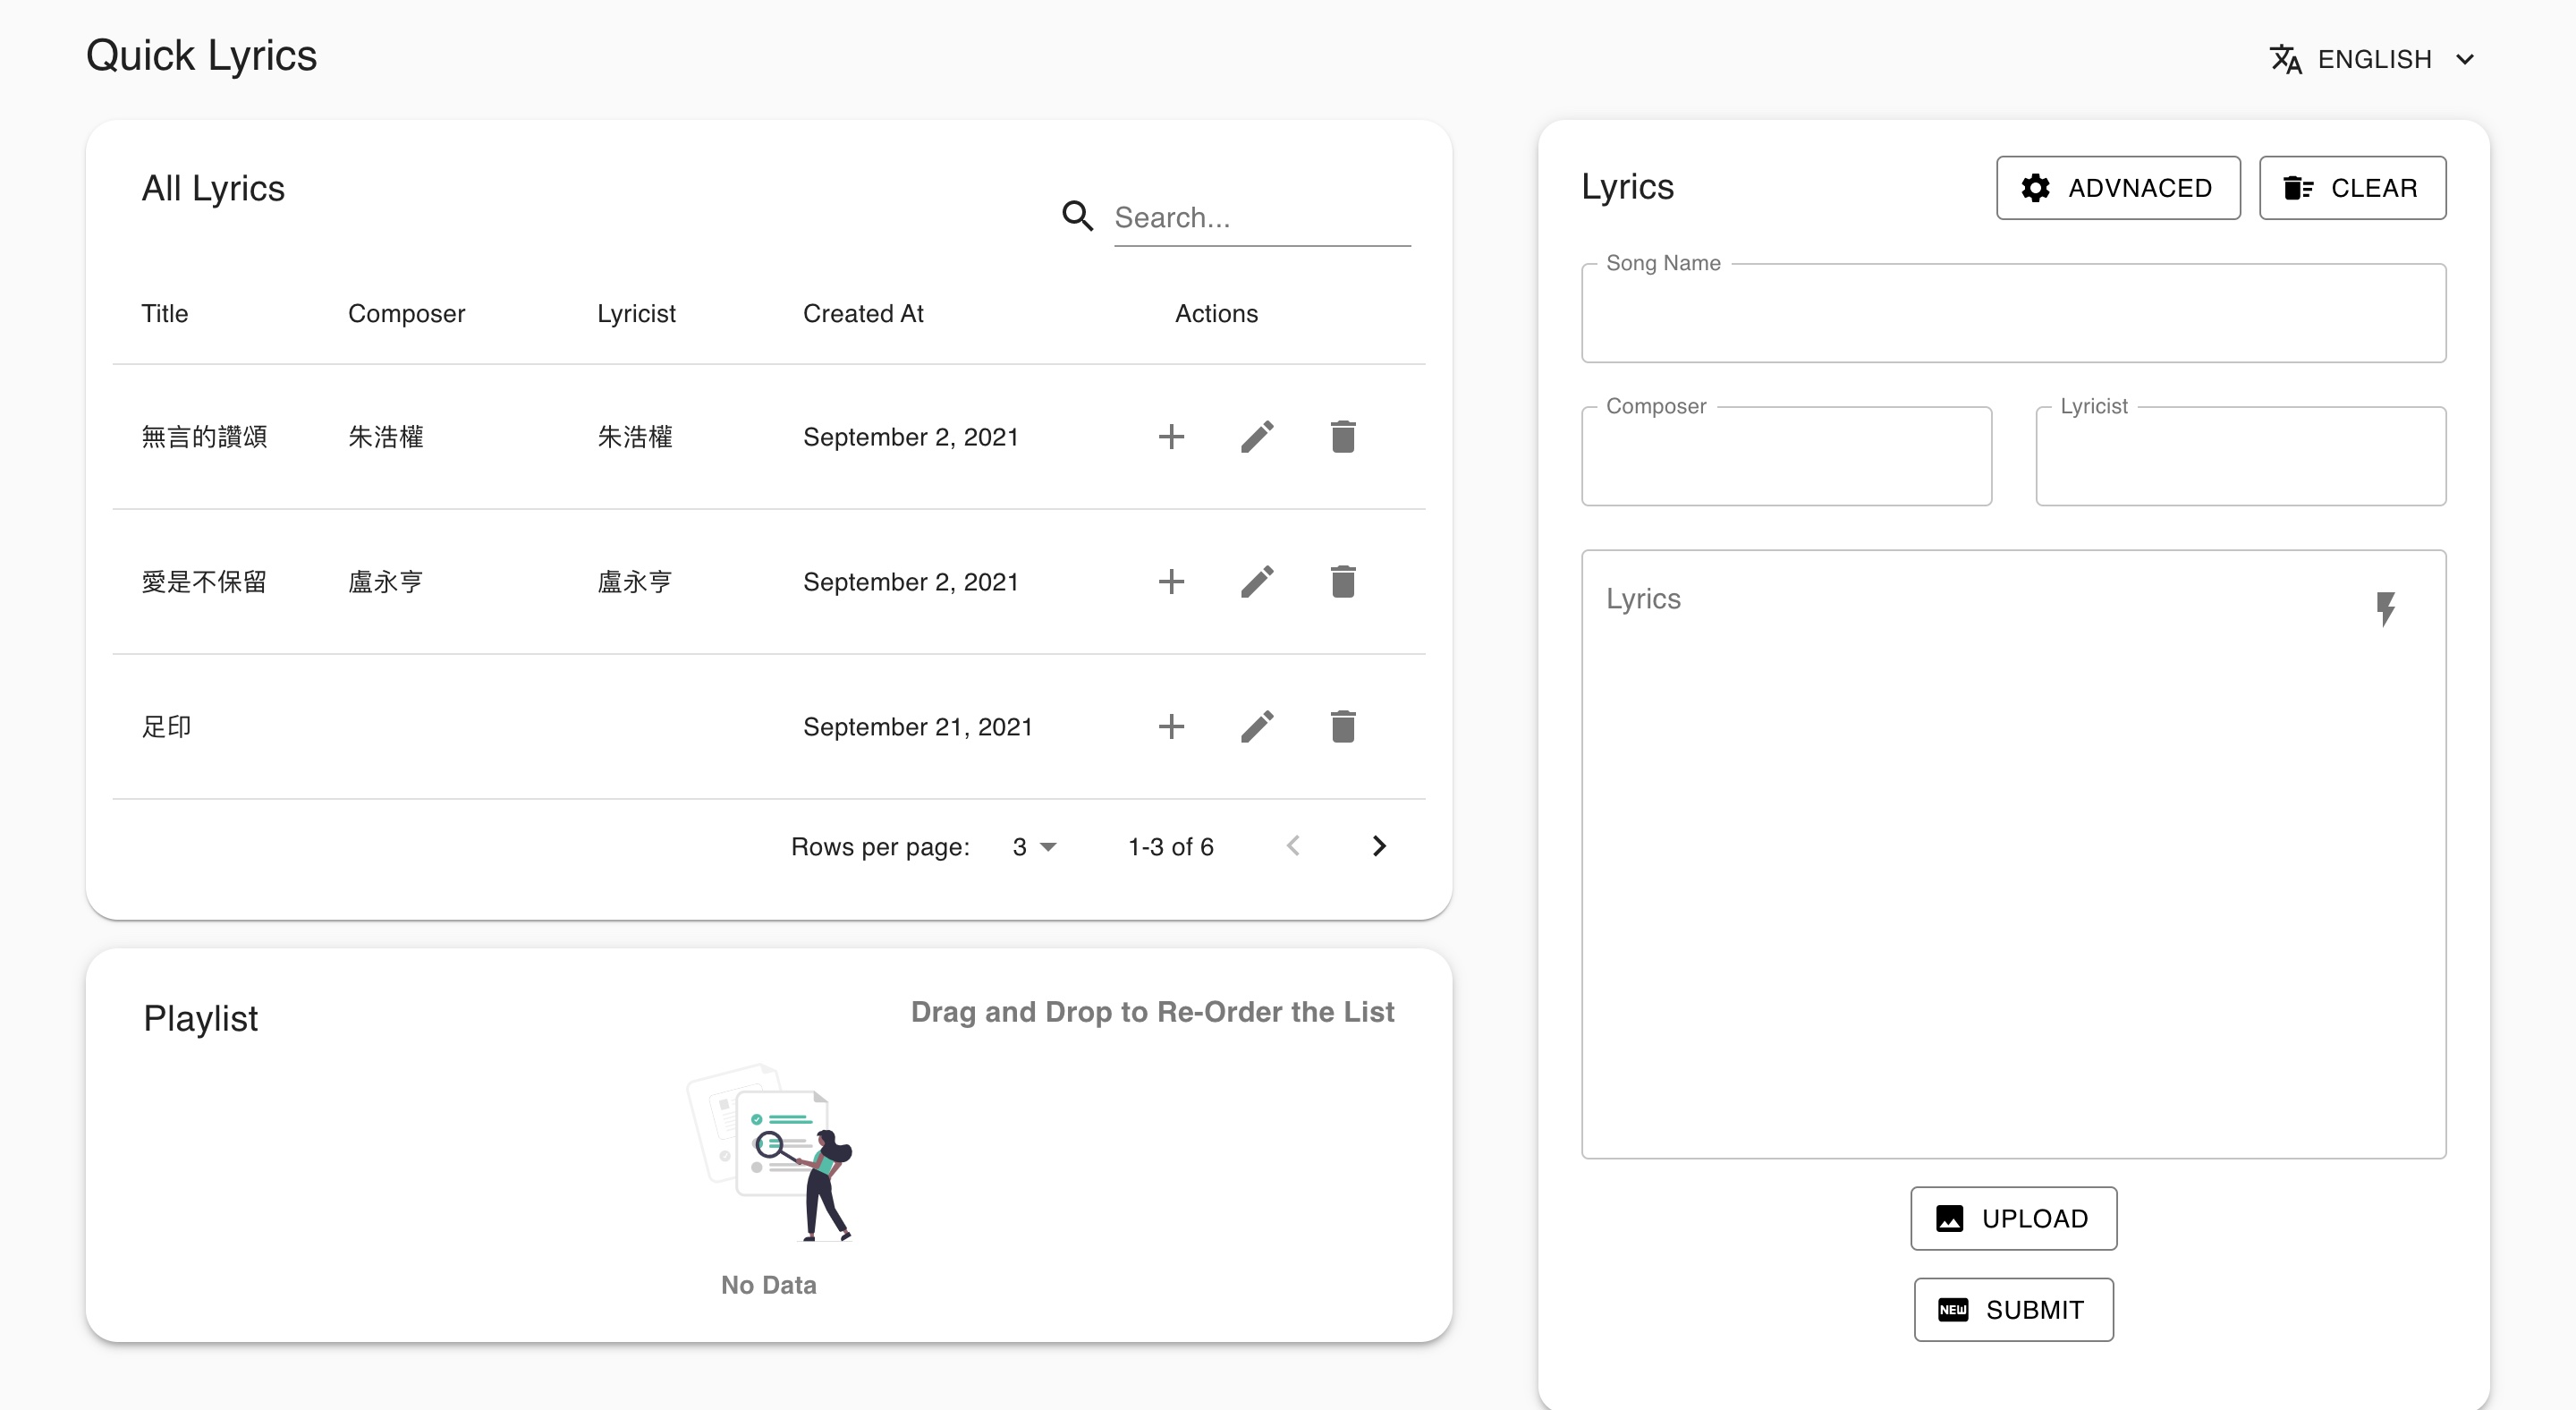 Quick Lyrics
ENGLISH
All Lyrics
Search...
Title Composer Lyricist Created At Actions
無言的讚頌 朱浩權 朱浩權 September 2, 2021
愛是不保留 盧永亨 盧永亨 September 2, 2021
足印 September 21, 2021
Rows per page: 3 1-3 of 6
Playlist
Drag and Drop to Re-Order the List
No Data
Lyrics
ADVNACED
CLEAR
Song Name
Composer
Lyricist
Lyrics
UPLOAD
NEW SUBMIT